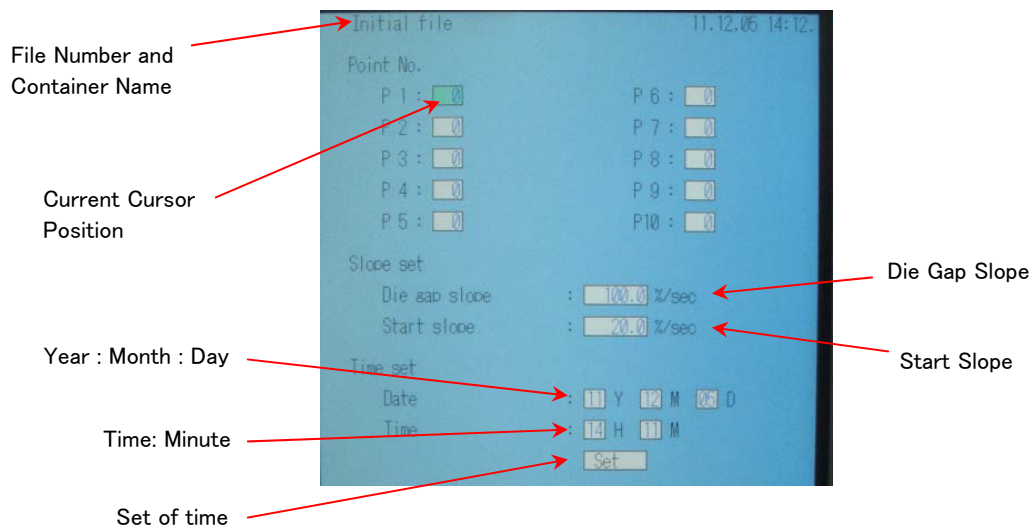 Initial file 11.12.05 14:12.
File Number and
Container Name
Point No.
P 1 : 0 P 6 : 0
P 2 : 0 P 7 : 0
P 3 : 0 P 8 : 0
P 4 : 0 P 9 : 0
P 5 : 0 P10 : 0
Current Cursor
Position
Slope set
Die gap slope : 100.0 %/sec
Die Gap Slope
Start slope : 20.0 %/sec
Start Slope
Year : Month : Day
Time set
Date : 11 Y 12 M 05 D
Time: Minute
Time : 14 H 11 M
Set
Set of time